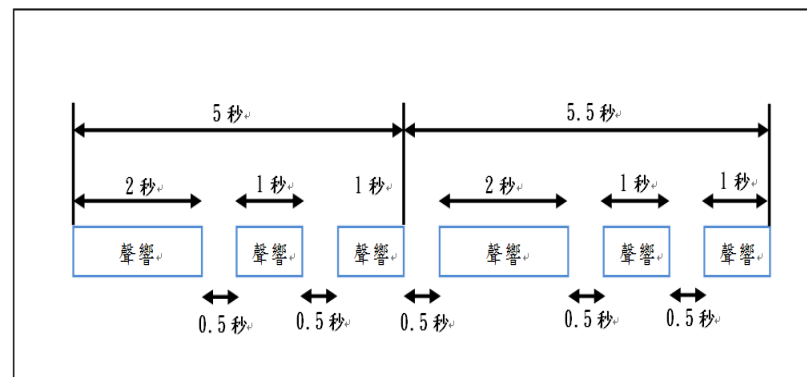 5 秒 5.5 秒
2 秒 1 秒 1 秒 2 秒 1 秒 1 秒
聲響 聲響 聲響 聲響 聲響 聲響
0.5 秒 0.5 秒 0.5 秒 0.5 秒 0.5 秒